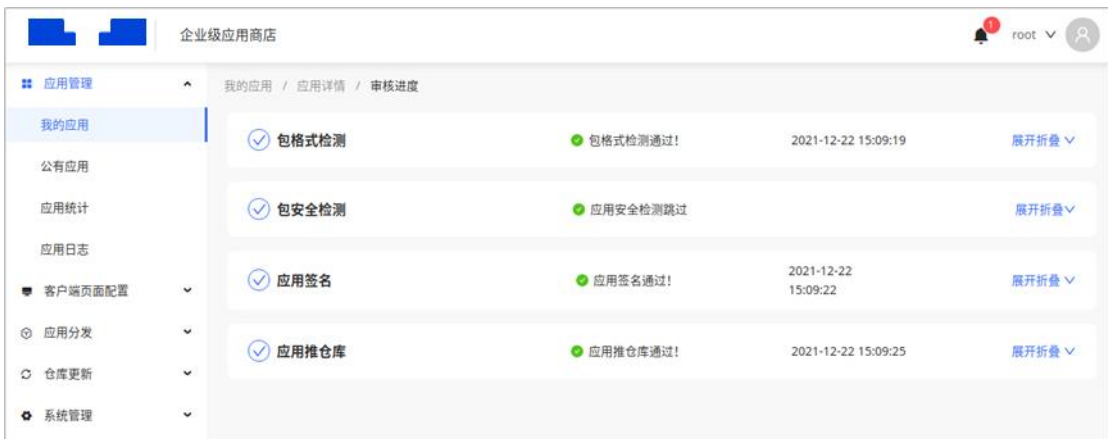 企业级应用商店
1
root
应用管理
我的应用 / 应用详情 / 审核进度
我的应用
公有应用
应用统计
应用日志
客户端页面配置
应用分发
仓库更新
系统管理
包格式检测 包格式检测通过! 2021-12-22 15:09:19 展开折叠
包安全检测 应用安全检测跳过 展开折叠
应用签名 应用签名通过! 2021-12-22
15:09:22 展开折叠
应用推仓库 应用推仓库通过! 2021-12-22 15:09:25 展开折叠